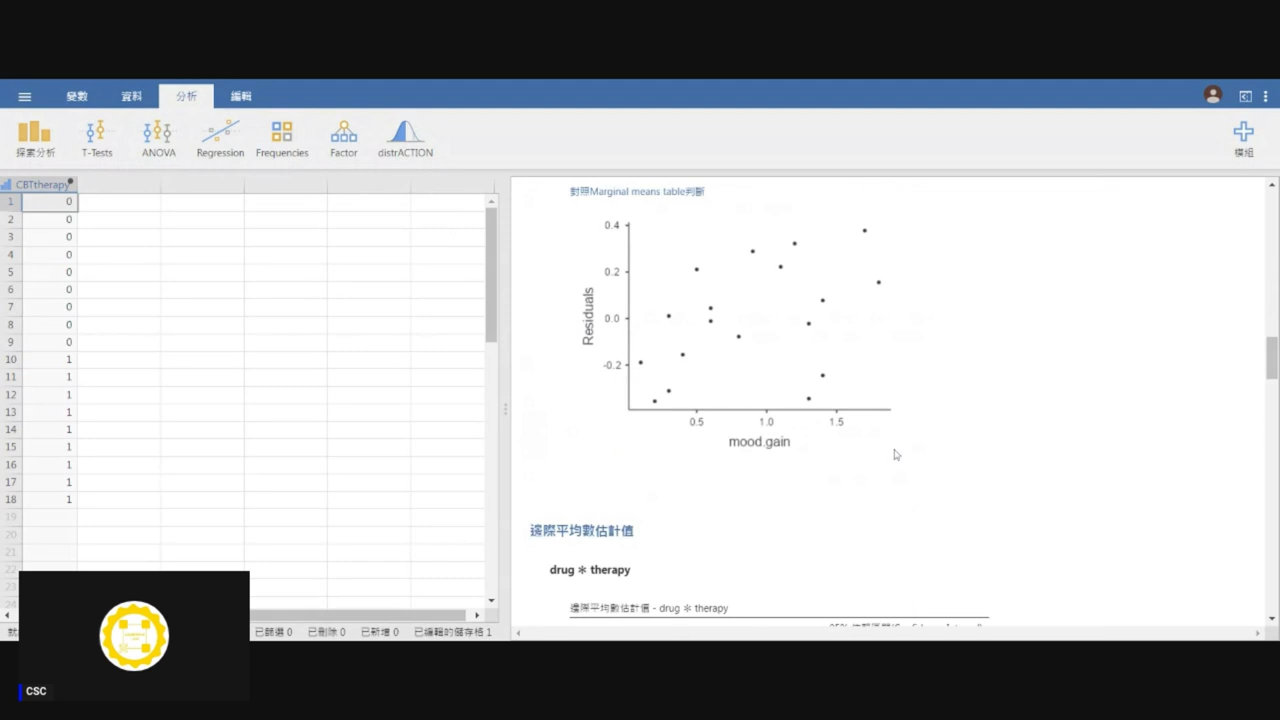 變數 資料 分析 編輯
探索分析 T-Tests ANOVA Regression Frequencies Factor distrACTION 模組
CBTtherapy
1 0
2 0
3 0
4 0
5 0
6 0
7 0
8 0
9 0
10 1
11 1
12 1
13 1
14 1
15 1
16 1
17 1
18 1
19
20
21
22
23
24
已篩選 0 已刪除 0 已新增 0 已編輯的儲存格 1
CSC
對照Marginal means table判斷
0.4
0.2
0.0
-0.2
Residuals
0.5 1.0 1.5
mood.gain
邊際平均數估計值
drug ✻ therapy
邊際平均數估計值 - drug ✻ therapy